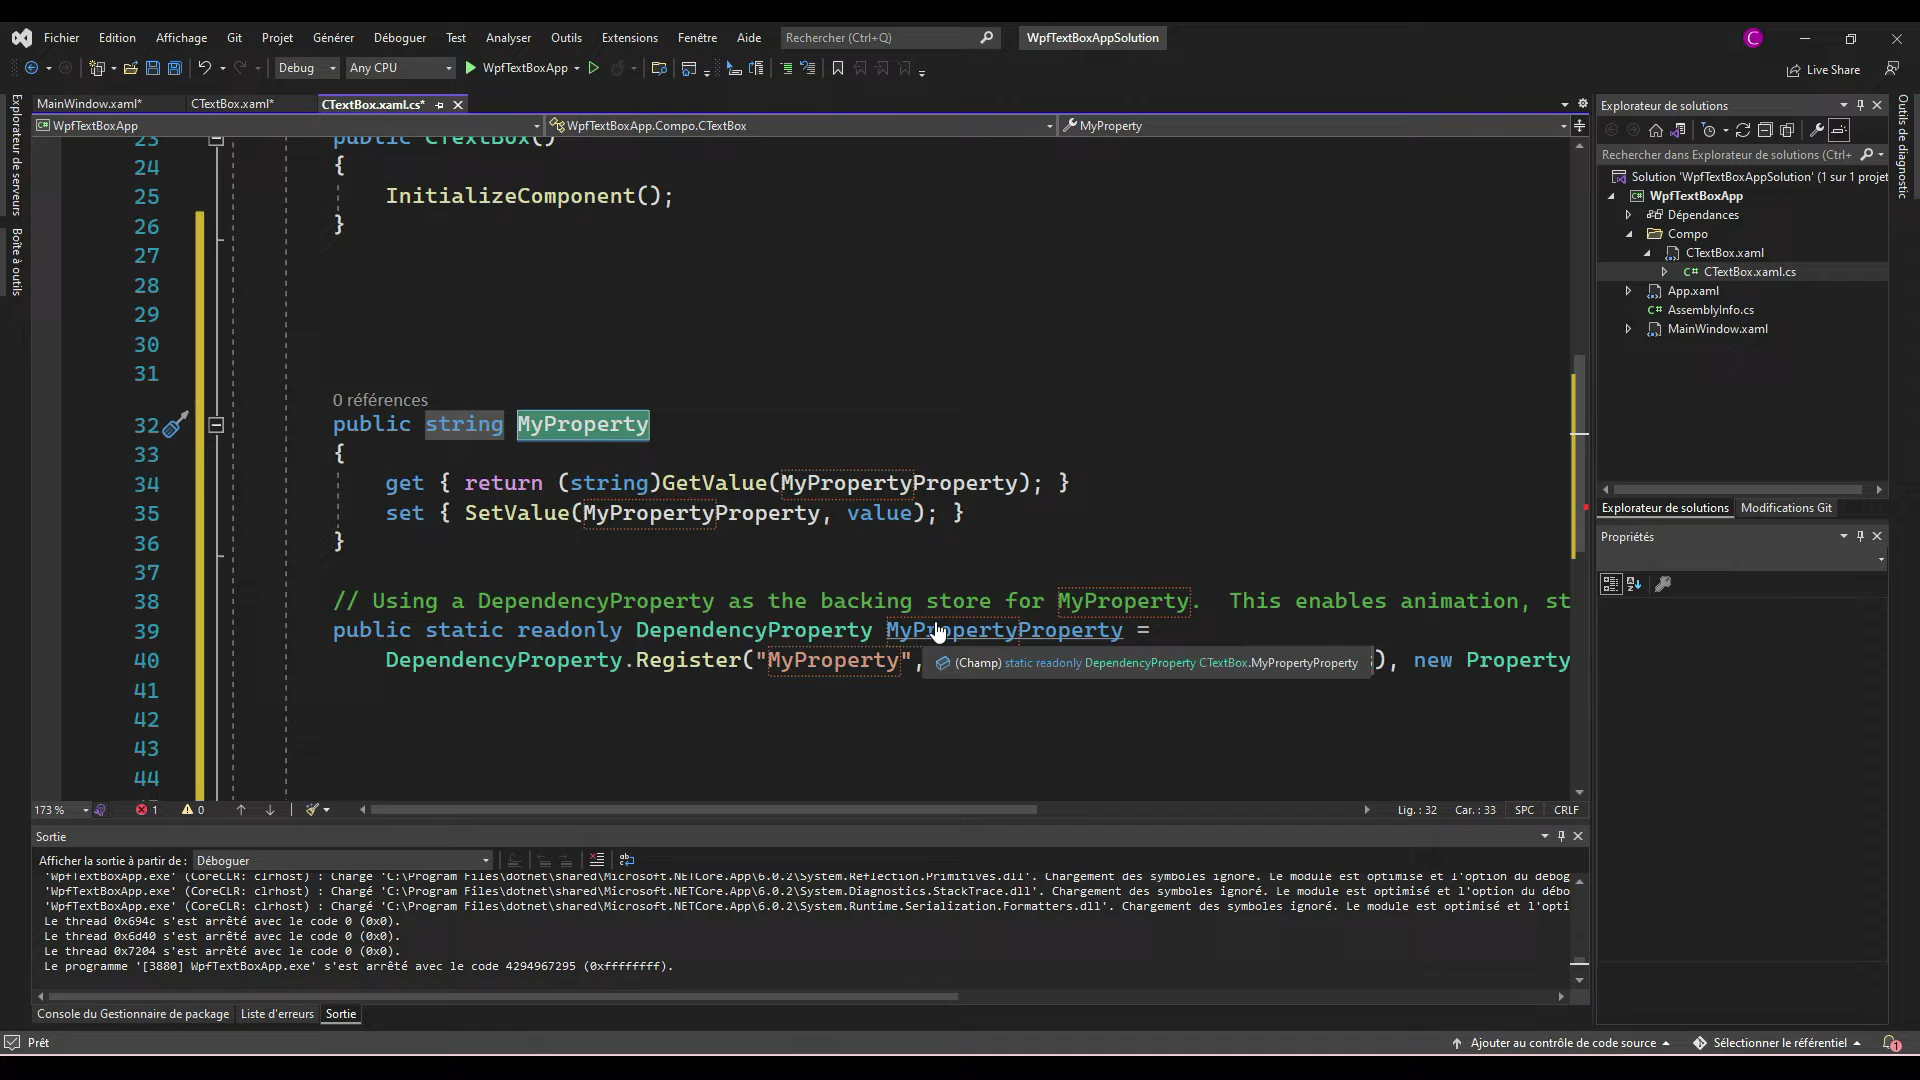 Fichier Edition Affichage Git Projet Générer Déboguer Test Analyser Outils Extensions Fenêtre Aide Rechercher (Ctrl+Q) WpfTextBoxAppSolution C
Debug Any CPU WpfTextBoxApp Live Share
MainWindow.xaml* CTextBox.xaml* CTextBox.xaml.cs*
WpfTextBoxApp WpfTextBoxApp.Compo.CTextBox MyProperty
Explorateur de serveurs
Boîte à outils
23 public CTextBox()
24 {
25 InitializeComponent();
26 }
27
28
29
30
31
0 références
32 public string MyProperty
33 {
34 get { return (string)GetValue(MyPropertyProperty); }
35 set { SetValue(MyPropertyProperty, value); }
36 }
37
38 // Using a DependencyProperty as the backing store for MyProperty.  This enables animation, st
39 public static readonly DependencyProperty MyPropertyProperty =
40 DependencyProperty.Register("MyProperty", ), new Property
(Champ) static readonly DependencyProperty CTextBox.MyPropertyProperty
41
42
43
44
173 % 1 0 Lig. : 32 Car. : 33 SPC CRLF
Sortie
Afficher la sortie à partir de : Déboguer
'WpfTextBoxApp.exe' (CoreCLR: clrhost) : Chargé 'C:\Program Files\dotnet\shared\Microsoft.NETCore.App\6.0.2\System.Reflection.Primitives.dll'. Chargement des symboles ignoré. Le module est optimisé et l'option du débog
'WpfTextBoxApp.exe' (CoreCLR: clrhost) : Chargé 'C:\Program Files\dotnet\shared\Microsoft.NETCore.App\6.0.2\System.Diagnostics.StackTrace.dll'. Chargement des symboles ignoré. Le module est optimisé et l'option du débo
'WpfTextBoxApp.exe' (CoreCLR: clrhost) : Chargé 'C:\Program Files\dotnet\shared\Microsoft.NETCore.App\6.0.2\System.Runtime.Serialization.Formatters.dll'. Chargement des symboles ignoré. Le module est optimisé et l'opti
Le thread 0x694c s'est arrêté avec le code 0 (0x0).
Le thread 0x6d40 s'est arrêté avec le code 0 (0x0).
Le thread 0x7204 s'est arrêté avec le code 0 (0x0).
Le programme '[3880] WpfTextBoxApp.exe' s'est arrêté avec le code 4294967295 (0xffffffff).
Console du Gestionnaire de package Liste d'erreurs Sortie
Prêt Ajouter au contrôle de code source Sélectionner le référentiel 1
Explorateur de solutions
Rechercher dans Explorateur de solutions (Ctrl+
Solution 'WpfTextBoxAppSolution' (1 sur 1 projet
WpfTextBoxApp
Dépendances
Compo
CTextBox.xaml
C# CTextBox.xaml.cs
App.xaml
C# AssemblyInfo.cs
MainWindow.xaml
Explorateur de solutions Modifications Git
Propriétés
Outils de diagnostic